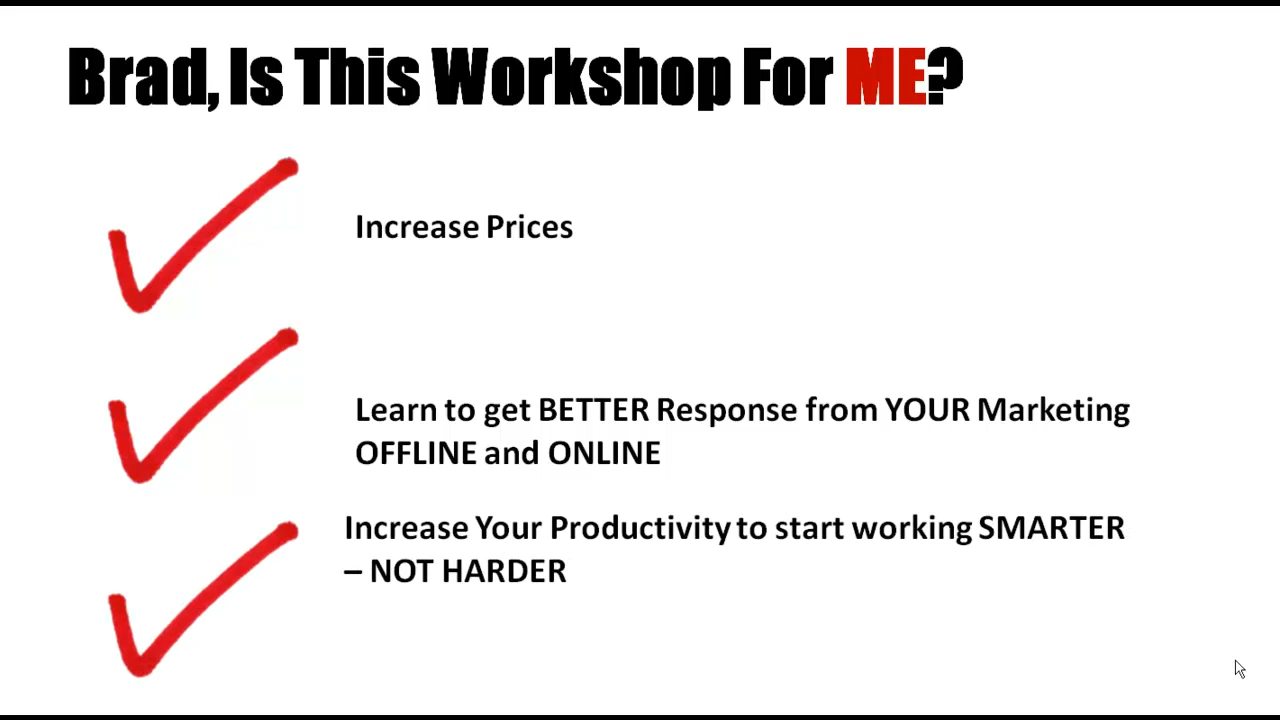 Brad, Is This Workshop For ME?
Increase Prices
Learn to get BETTER Response from YOUR Marketing
OFFLINE and ONLINE
Increase Your Productivity to start working SMARTER
– NOT HARDER